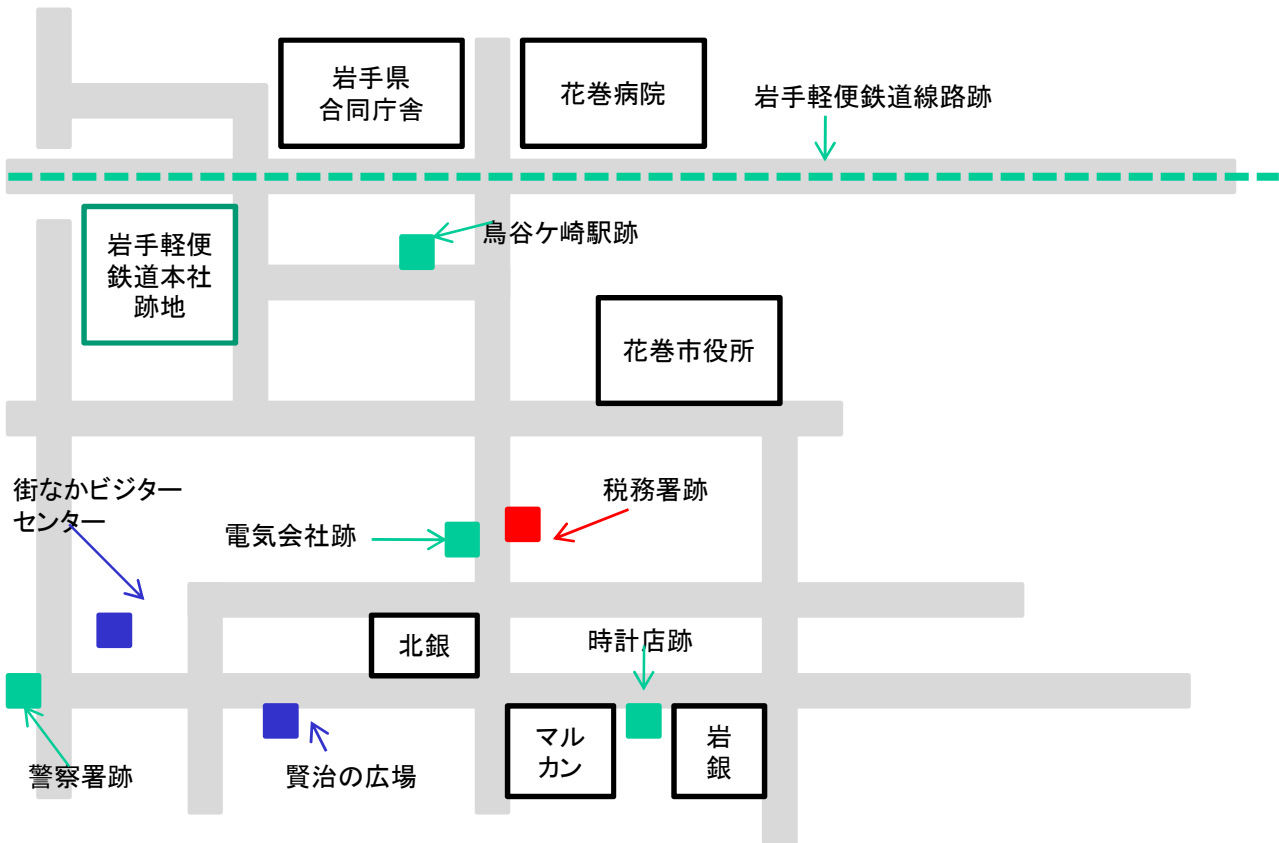 岩手県
合同庁舎
花巻病院
岩手軽便鉄道線路跡
岩手軽便
鉄道本社
跡地
鳥谷ケ崎駅跡
花巻市役所
街なかビジター
センター
電気会社跡
税務署跡
北銀
時計店跡
マル
カン
岩
銀
警察署跡
賢治の広場